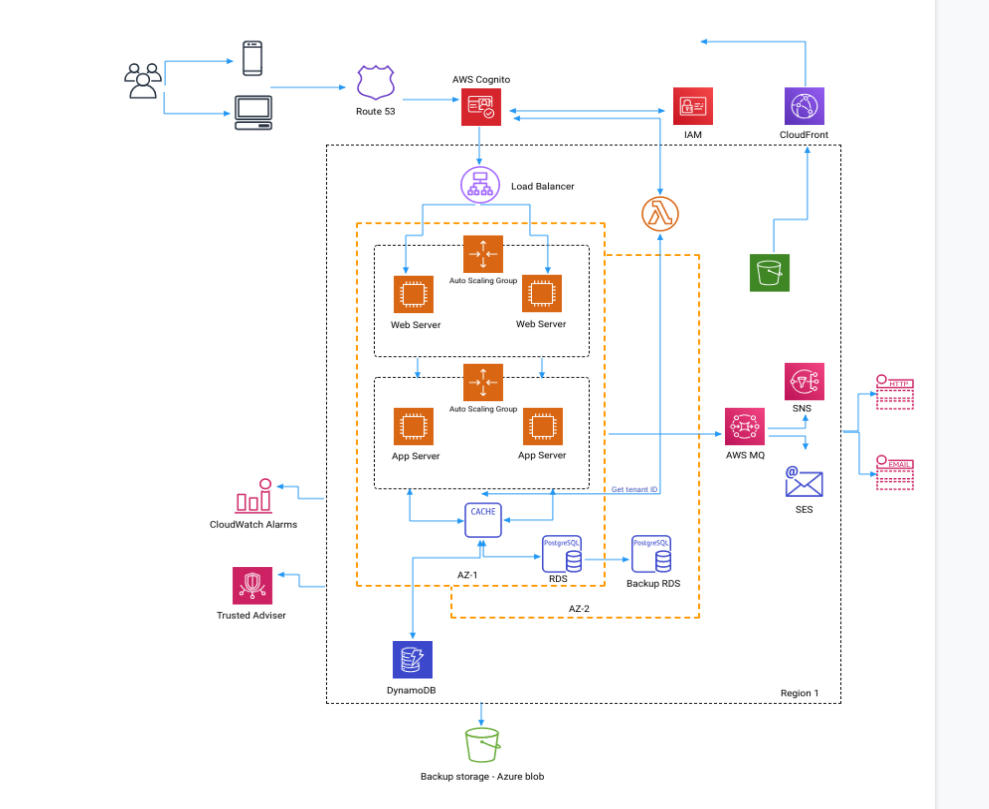 AWS Cognito
Route 53
IAM
CloudFront
Load Balancer
Auto Scaling Group
Web Server
Web Server
SNS
HTTP
Auto Scaling Group
App Server
App Server
AWS MQ
EMAIL
Get tenant ID
SES
CloudWatch Alarms
CACHE
PostgreSQL
PostgreSQL
AZ-1
RDS
Backup RDS
Trusted Adviser
AZ-2
DynamoDB
Region 1
Backup storage - Azure blob